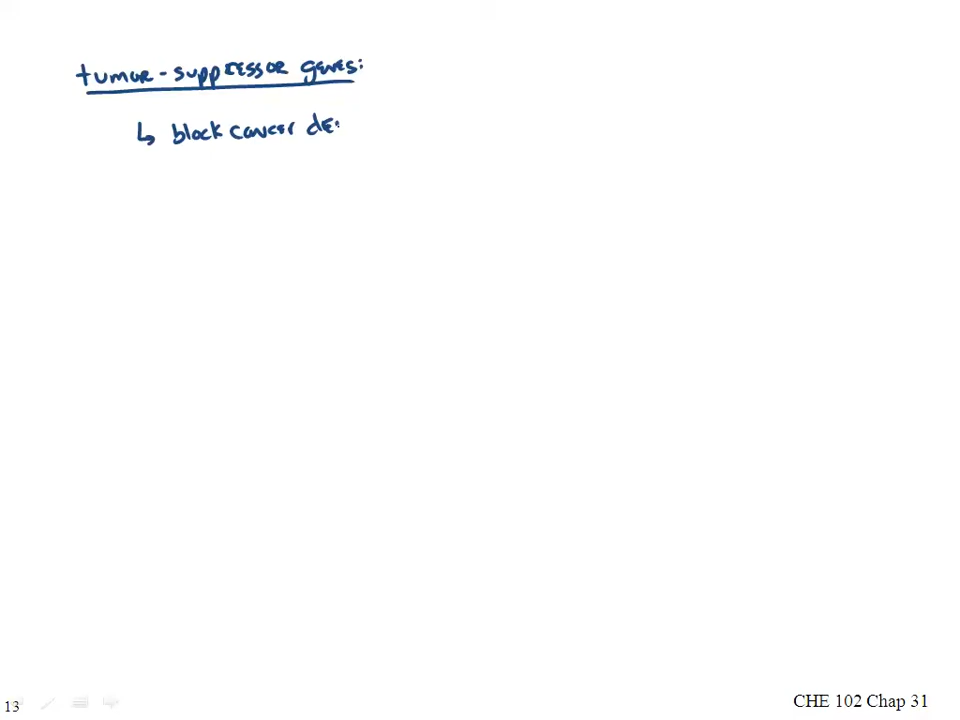 tumor-suppressor genes:
↳ block cancer de
13
CHE 102 Chap 31